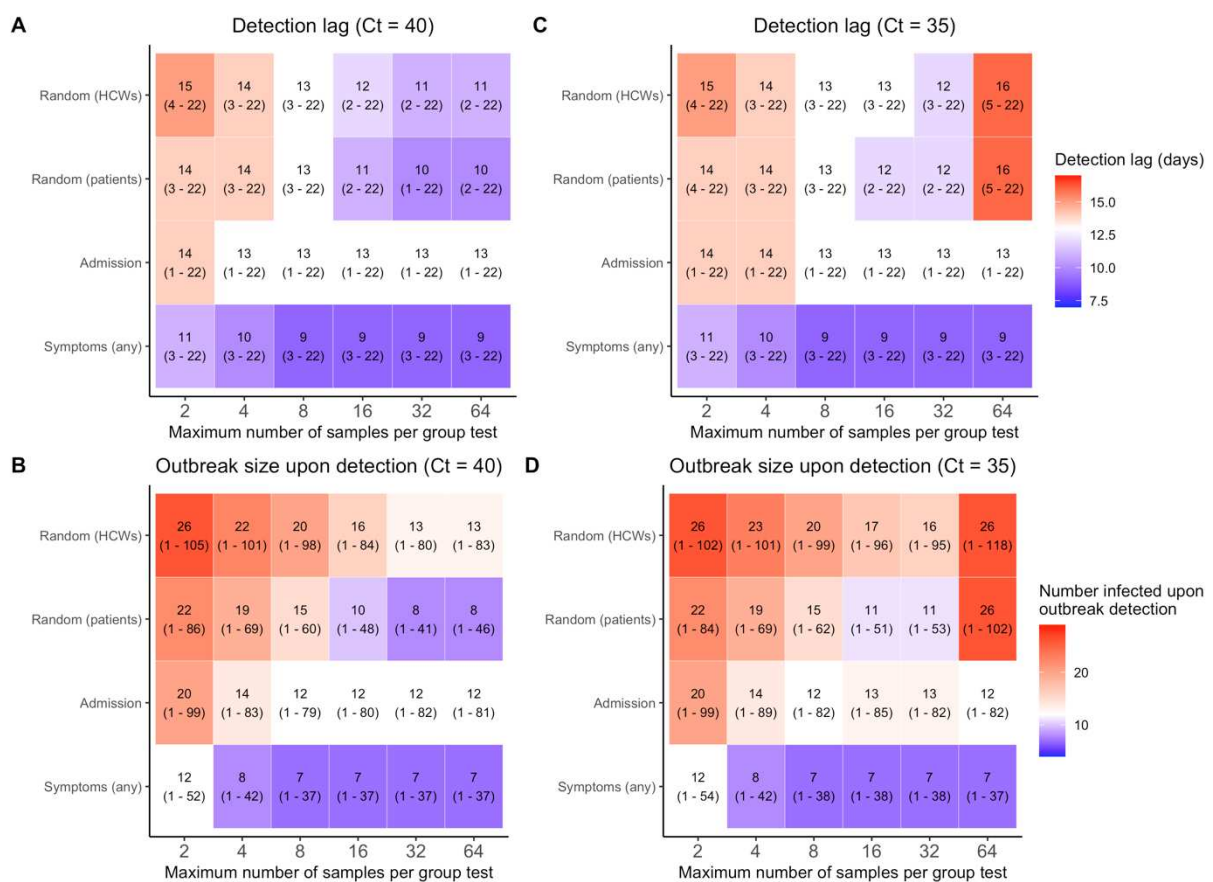 A
Detection lag (Ct = 40)
Random (HCWs)
15
(4 - 22)
14
(3 - 22)
13
(3 - 22)
12
(2 - 22)
11
(2 - 22)
11
(2 - 22)
Random (patients)
14
(3 - 22)
14
(3 - 22)
13
(3 - 22)
11
(2 - 22)
10
(1 - 22)
10
(2 - 22)
Admission
14
(1 - 22)
13
(1 - 22)
13
(1 - 22)
13
(1 - 22)
13
(1 - 22)
13
(1 - 22)
Symptoms (any)
11
(3 - 22)
10
(3 - 22)
9
(3 - 22)
9
(3 - 22)
9
(3 - 22)
9
(3 - 22)
2 4 8 16 32 64
Maximum number of samples per group test
C
Detection lag (Ct = 35)
Random (HCWs)
15
(4 - 22)
14
(3 - 22)
13
(3 - 22)
13
(3 - 22)
12
(3 - 22)
16
(5 - 22)
Random (patients)
14
(4 - 22)
14
(3 - 22)
13
(3 - 22)
12
(2 - 22)
12
(2 - 22)
16
(5 - 22)
Admission
14
(1 - 22)
14
(1 - 22)
13
(1 - 22)
13
(1 - 22)
13
(1 - 22)
13
(1 - 22)
Symptoms (any)
11
(3 - 22)
10
(3 - 22)
9
(3 - 22)
9
(3 - 22)
9
(3 - 22)
9
(3 - 22)
2 4 8 16 32 64
Maximum number of samples per group test
Detection lag (days)
15.0
12.5
10.0
7.5
B
Outbreak size upon detection (Ct = 40)
Random (HCWs)
26
(1 - 105)
22
(1 - 101)
20
(1 - 98)
16
(1 - 84)
13
(1 - 80)
13
(1 - 83)
Random (patients)
22
(1 - 86)
19
(1 - 69)
15
(1 - 60)
10
(1 - 48)
8
(1 - 41)
8
(1 - 46)
Admission
20
(1 - 99)
14
(1 - 83)
12
(1 - 79)
12
(1 - 80)
12
(1 - 82)
12
(1 - 81)
Symptoms (any)
12
(1 - 52)
8
(1 - 42)
7
(1 - 37)
7
(1 - 37)
7
(1 - 37)
7
(1 - 37)
2 4 8 16 32 64
Maximum number of samples per group test
D
Outbreak size upon detection (Ct = 35)
Random (HCWs)
26
(1 - 102)
23
(1 - 101)
20
(1 - 99)
17
(1 - 96)
16
(1 - 95)
26
(1 - 118)
Random (patients)
22
(1 - 84)
19
(1 - 69)
15
(1 - 62)
11
(1 - 51)
11
(1 - 53)
26
(1 - 102)
Admission
20
(1 - 99)
14
(1 - 89)
12
(1 - 82)
13
(1 - 85)
13
(1 - 82)
12
(1 - 82)
Symptoms (any)
12
(1 - 54)
8
(1 - 42)
7
(1 - 38)
7
(1 - 38)
7
(1 - 38)
7
(1 - 37)
2 4 8 16 32 64
Maximum number of samples per group test
Number infected upon
outbreak detection
20
10